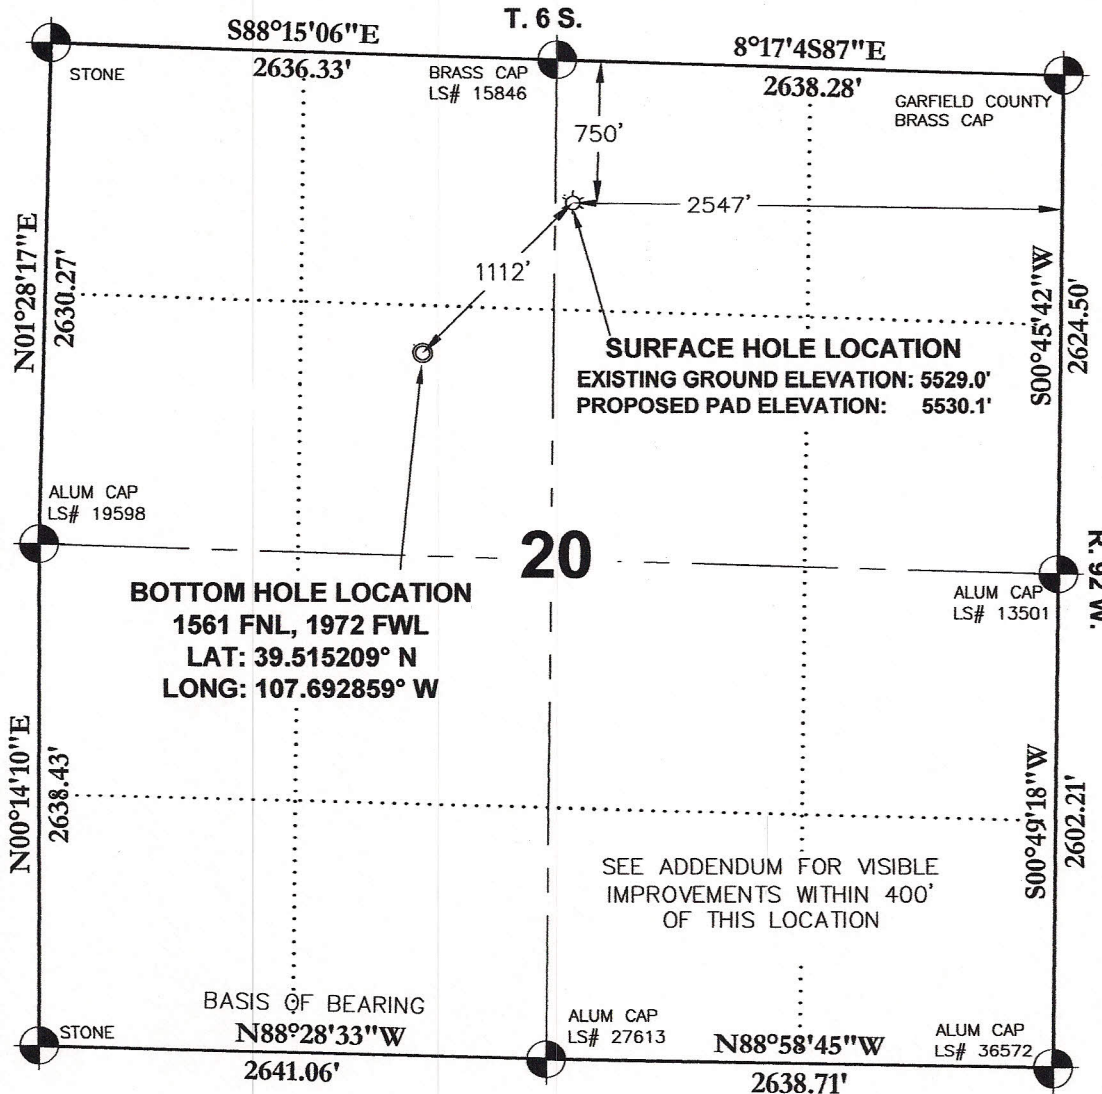 T. 6 S.
S88°15'06"E
2636.33'
8°17'4S87"E
2638.28'
STONE
BRASS CAP
LS# 15846
GARFIELD COUNTY
BRASS CAP
750'
2547'
1112'
N01°28'17"E
2630.27'
S00°45'42"W
2624.50'
SURFACE HOLE LOCATION
EXISTING GROUND ELEVATION: 5529.0'
PROPOSED PAD ELEVATION: 5530.1'
ALUM CAP
LS# 19598
20
R. 92 W.
BOTTOM HOLE LOCATION
1561 FNL, 1972 FWL
LAT: 39.515209° N
LONG: 107.692859° W
ALUM CAP
LS# 13501
N00°14'10"E
2638.43'
S00°49'18"W
2602.21'
SEE ADDENDUM FOR VISIBLE
IMPROVEMENTS WITHIN 400'
OF THIS LOCATION
BASIS OF BEARING
STONE
N88°28'33"W
2641.06'
ALUM CAP
LS# 27613
N88°58'45"W
2638.71'
ALUM CAP
LS# 36572